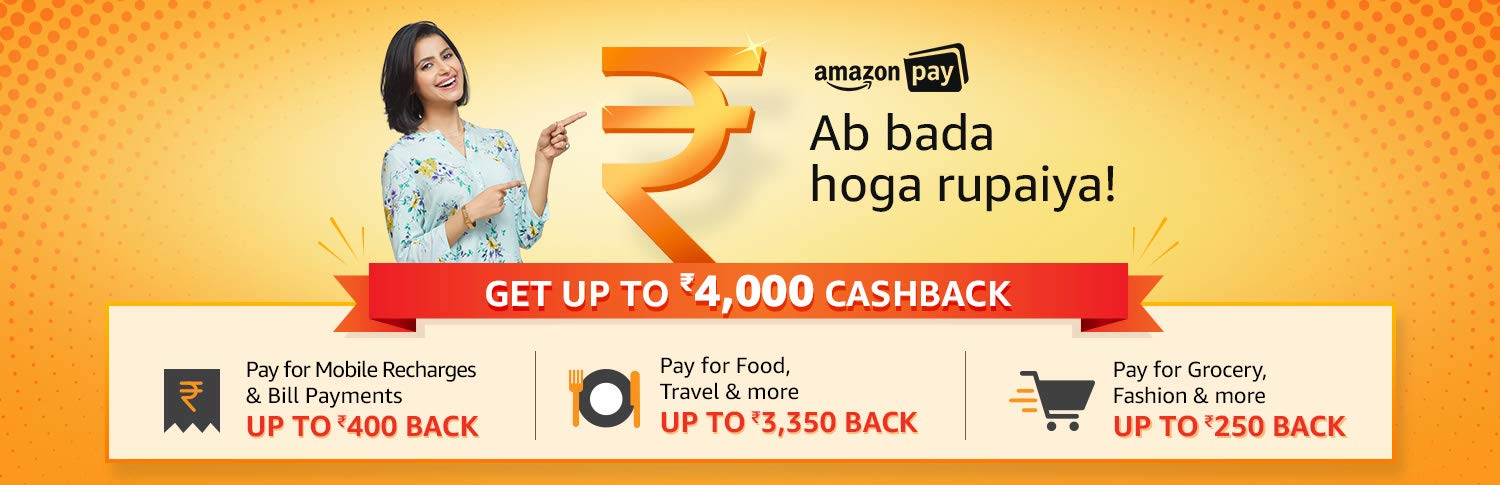 amazon pay
Ab bada
hoga rupaiya!
GET UP TO ₹4,000 CASHBACK
Pay for Mobile Recharges
& Bill Payments
UP TO ₹400 BACK
Pay for Food,
Travel & more
UP TO ₹3,350 BACK
Pay for Grocery,
Fashion & more
UP TO ₹250 BACK